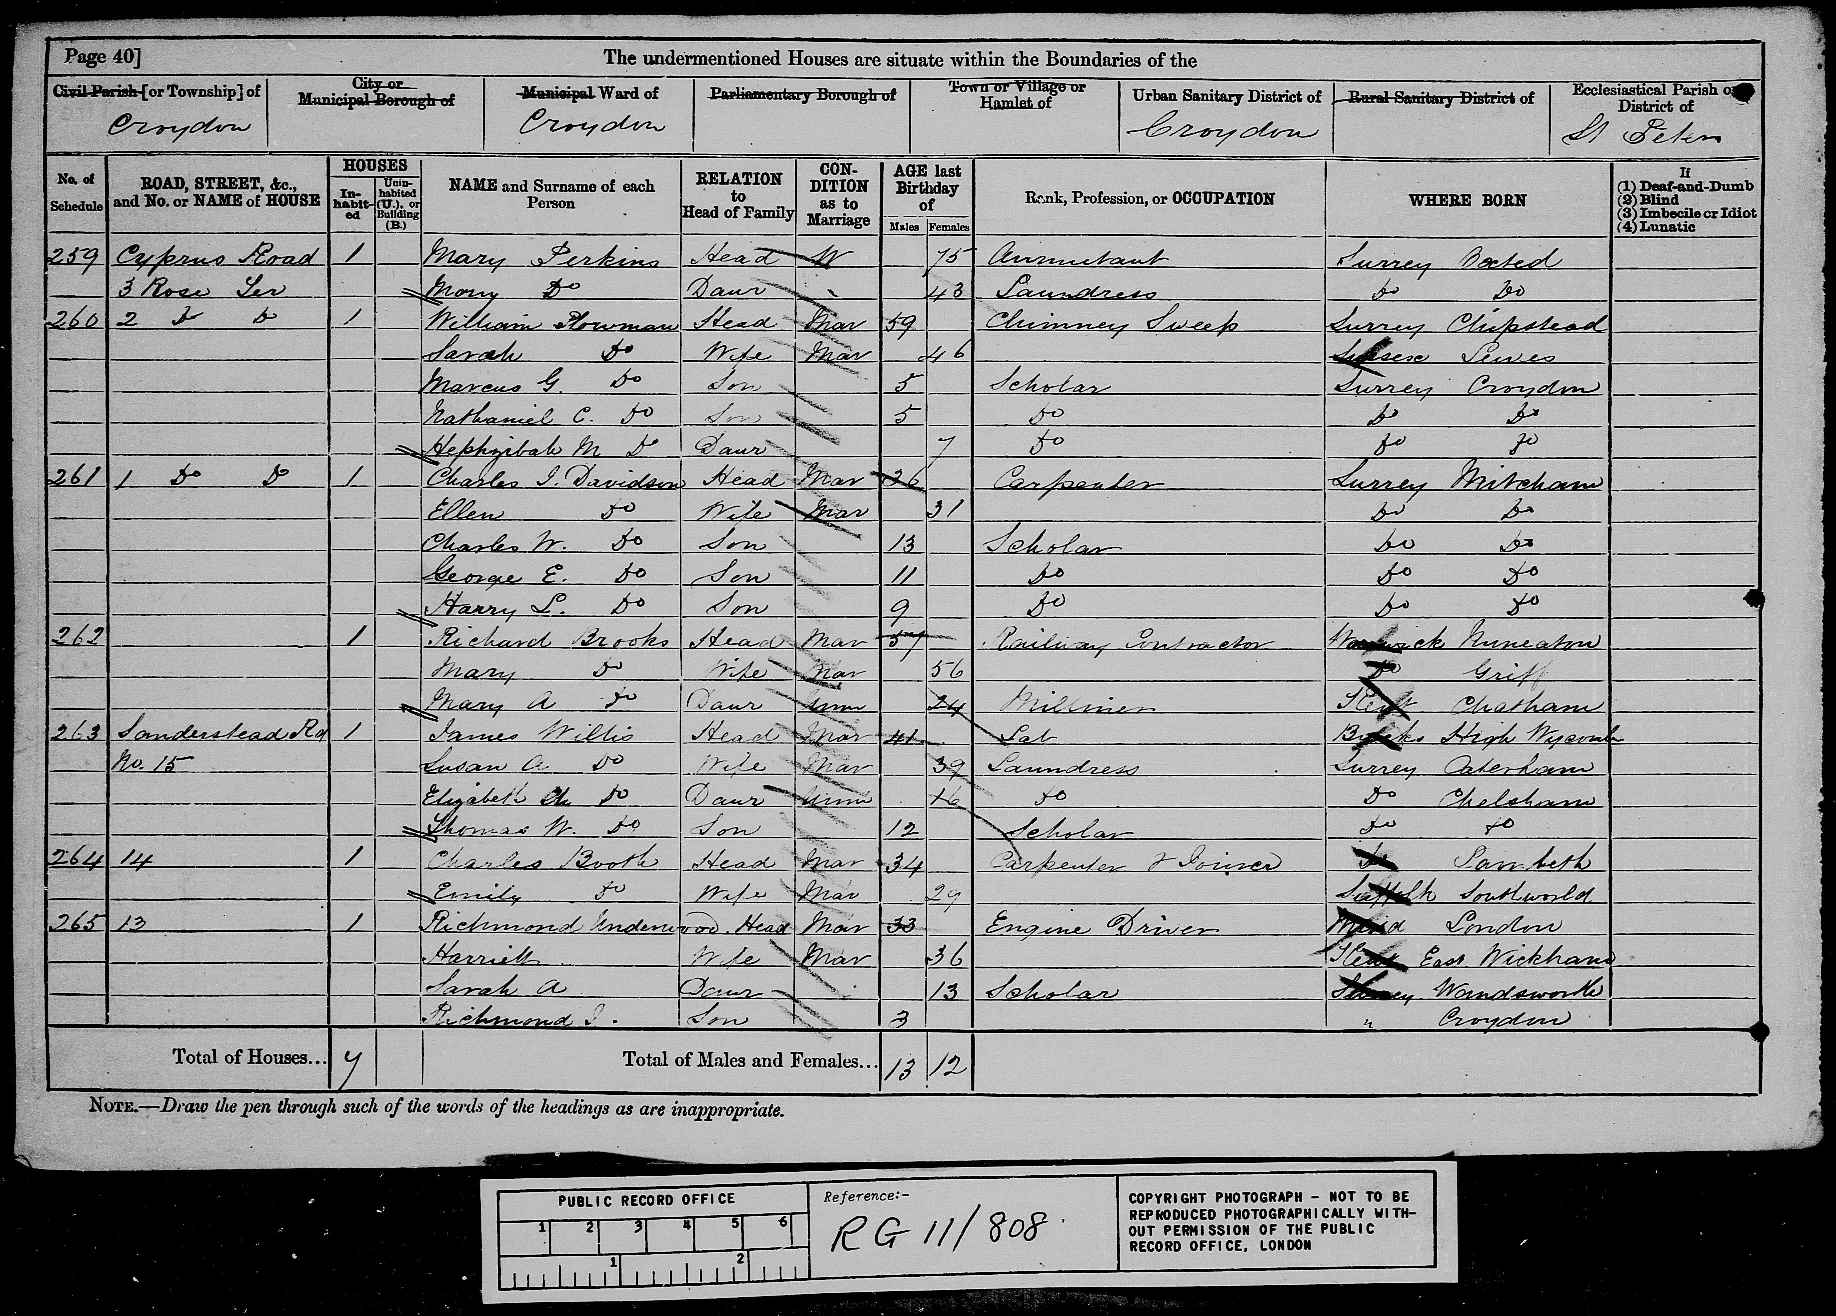 Page 40] The undermentioned Houses are situate within the Boundaries of the
Civil Parish [or Township] of City or Municipal Borough of Municipal Ward of Parliamentary Borough of Town or Village or Hamlet of Urban Sanitary District of Rural Sanitary District of Ecclesiastical Parish or District of
Croydon Croydon Croydon St Peters
No. of Schedule ROAD, STREET, &c., and No. or NAME of HOUSE HOUSES Inhabited Uninhabited (U.), or Building (B.) NAME and Surname of each Person RELATION to Head of Family CONDITION as to Marriage AGE last Birthday of Males Females Rank, Profession, or OCCUPATION WHERE BORN If (1) Deaf-and-Dumb (2) Blind (3) Imbecile or Idiot (4) Lunatic
259 Cyprus Road 1 Mary Perkins Head W 75 Annuitant Surrey Oxted
3 Rose Ter Mary Do Daur 43 Laundress Do Do
260 2 Do Do 1 William Plowman Head Mar 59 Chimney Sweep Surrey Chipstead
Sarah Do Wife Mar 46 Sussex Lewes
Marcus G. Do Son 5 Scholar Surrey Croydon
Nathaniel C. Do Son 5 Do Do Do
Hephzibah M Do Daur 7 Do Do Do
261 1 Do Do 1 Charles J. Davidson Head Mar 36 Carpenter Surrey Mitcham
Ellen Do Wife Mar 31 Do Do
Charles W. Do Son 13 Scholar Do Do
George E. Do Son 11 Do Do Do
Harry L. Do Son 9 Do Do Do
262 1 Richard Brooks Head Mar 57 Railway Contractor Warwick Nuneaton
Mary Do Wife Mar 56 Do Griff
Mary A Do Daur Unm 24 Milliner Kent Chatham
263 Sanderstead Rd 1 James Willis Head Mar 41 Lab Bucks High Wycombe
No. 15 Susan A Do Wife Mar 39 Laundress Surrey Caterham
Elizabeth Do Daur Unm 16 Do Do Chelsham
Thomas W. Do Son 12 Scholar Do Do
264 14 1 Charles Booth Head Mar 34 Carpenter & Joiner Do Lambeth
Emily Do Wife Mar 29 Suffolk Southwold
265 13 1 Richmond Underwood Head Mar 33 Engine Driver Midd London
Harriett Wife Mar 36 Kent East Wickham
Sarah A Daur 13 Scholar Surrey Wandsworth
Richmond J. Son 3 " Croydon
Total of Houses... 7 Total of Males and Females... 13 12
NOTE.—Draw the pen through such of the words of the headings as are inappropriate.
PUBLIC RECORD OFFICE
1 2 3 4 5 6
1 2
Reference:-
RG 11/808
COPYRIGHT PHOTOGRAPH - NOT TO BE
REPRODUCED PHOTOGRAPHICALLY WITH-
OUT PERMISSION OF THE PUBLIC
RECORD OFFICE, LONDON